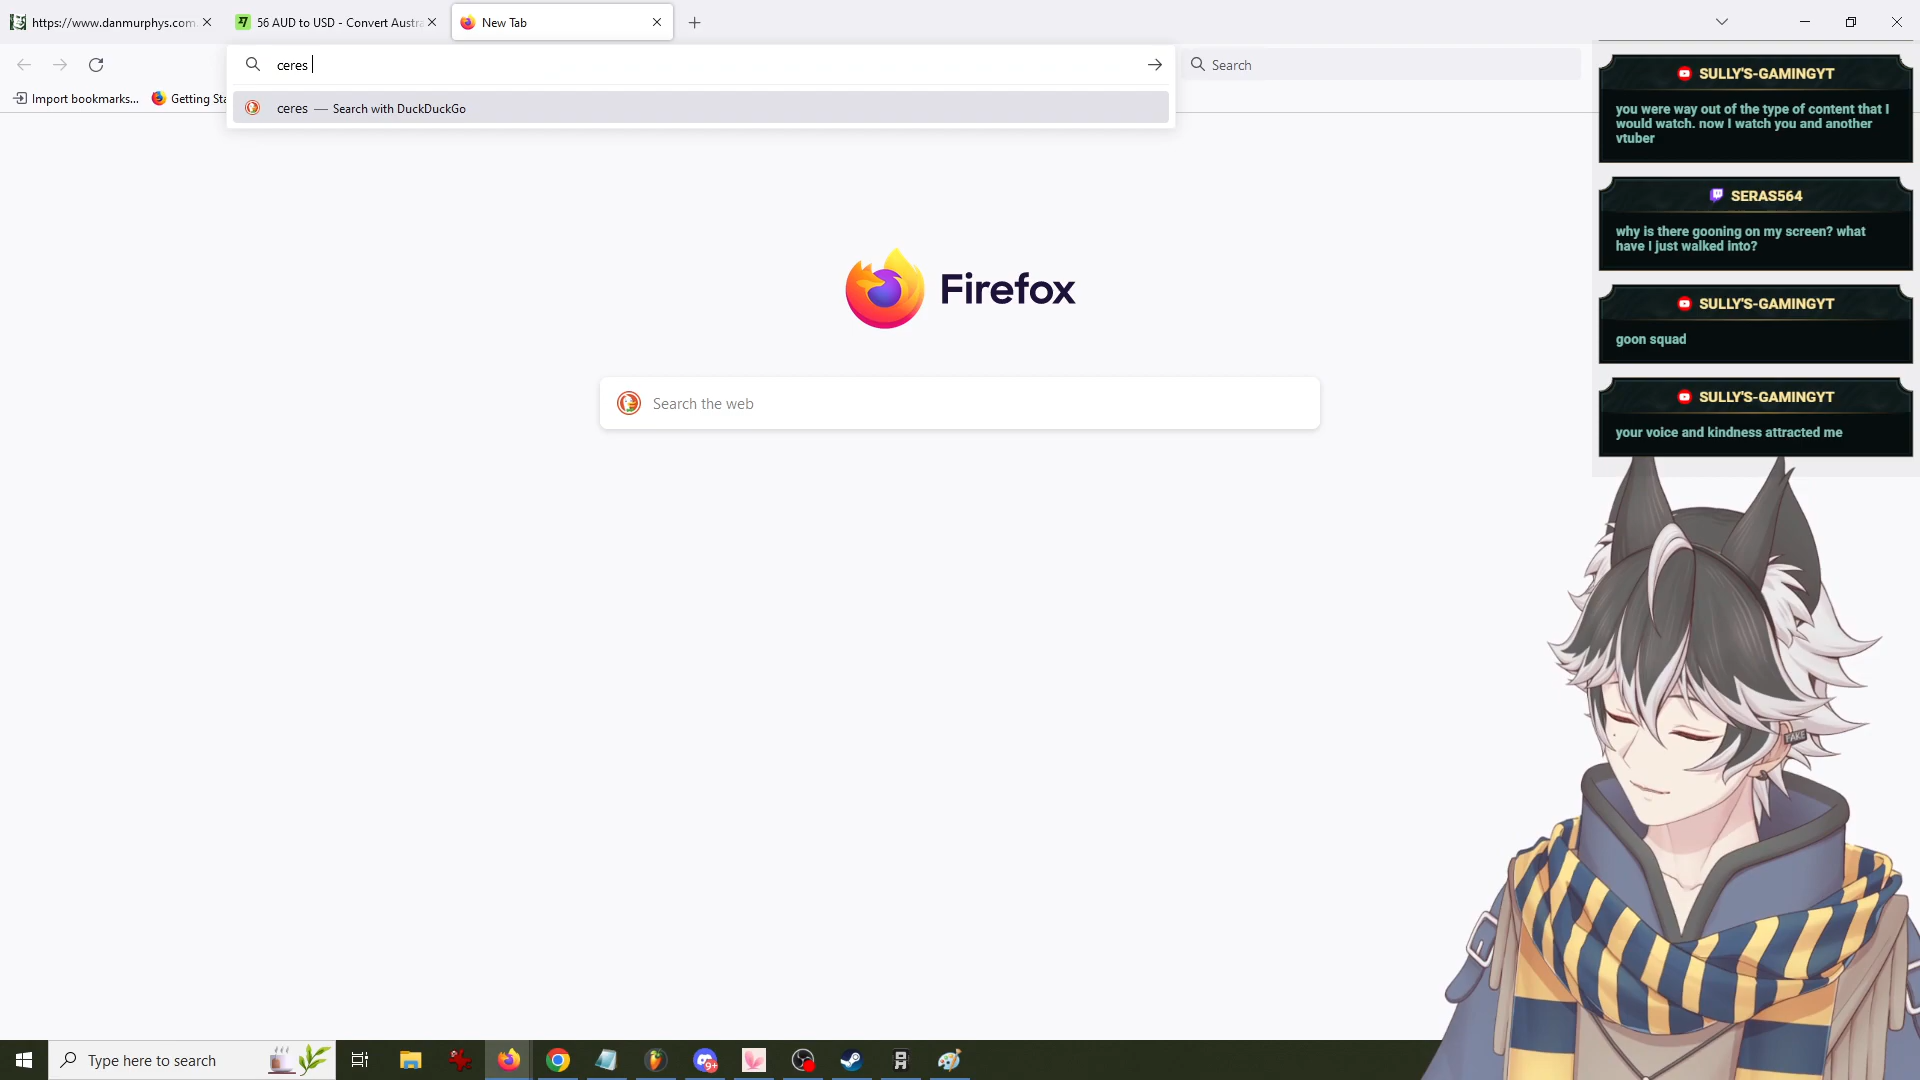 https://www.danmurphys.com
56 AUD to USD - Convert Austra
New Tab
ceres
Search
Import bookmarks...
Getting Sta
ceres — Search with DuckDuckGo
Firefox
Search the web
SULLY'S-GAMINGYT
you were way out of the type of content that I
would watch. now I watch you and another
vtuber
SERAS564
why is there gooning on my screen? what
have I just walked into?
SULLY'S-GAMINGYT
goon squad
SULLY'S-GAMINGYT
your voice and kindness attracted me
FAKE
Type here to search
9+